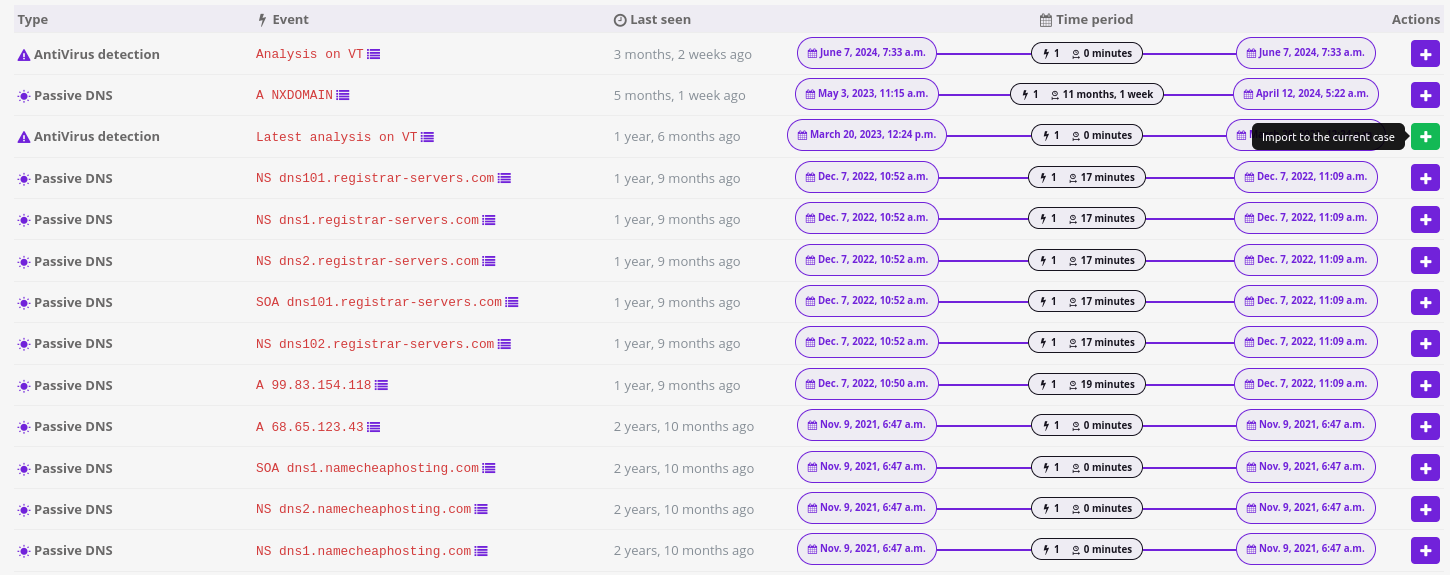 Type Event Last seen Time period Actions
AntiVirus detection Analysis on VT 3 months, 2 weeks ago June 7, 2024, 7:33 a.m. 1 0 minutes June 7, 2024, 7:33 a.m.
Passive DNS A NXDOMAIN 5 months, 1 week ago May 3, 2023, 11:15 a.m. 1 11 months, 1 week April 12, 2024, 5:22 a.m.
AntiVirus detection Latest analysis on VT 1 year, 6 months ago March 20, 2023, 12:24 p.m. 1 0 minutes Import to the current case
Passive DNS NS dns101.registrar-servers.com 1 year, 9 months ago Dec. 7, 2022, 10:52 a.m. 1 17 minutes Dec. 7, 2022, 11:09 a.m.
Passive DNS NS dns1.registrar-servers.com 1 year, 9 months ago Dec. 7, 2022, 10:52 a.m. 1 17 minutes Dec. 7, 2022, 11:09 a.m.
Passive DNS NS dns2.registrar-servers.com 1 year, 9 months ago Dec. 7, 2022, 10:52 a.m. 1 17 minutes Dec. 7, 2022, 11:09 a.m.
Passive DNS SOA dns101.registrar-servers.com 1 year, 9 months ago Dec. 7, 2022, 10:52 a.m. 1 17 minutes Dec. 7, 2022, 11:09 a.m.
Passive DNS NS dns102.registrar-servers.com 1 year, 9 months ago Dec. 7, 2022, 10:52 a.m. 1 17 minutes Dec. 7, 2022, 11:09 a.m.
Passive DNS A 99.83.154.118 1 year, 9 months ago Dec. 7, 2022, 10:50 a.m. 1 19 minutes Dec. 7, 2022, 11:09 a.m.
Passive DNS A 68.65.123.43 2 years, 10 months ago Nov. 9, 2021, 6:47 a.m. 1 0 minutes Nov. 9, 2021, 6:47 a.m.
Passive DNS SOA dns1.namecheaphosting.com 2 years, 10 months ago Nov. 9, 2021, 6:47 a.m. 1 0 minutes Nov. 9, 2021, 6:47 a.m.
Passive DNS NS dns2.namecheaphosting.com 2 years, 10 months ago Nov. 9, 2021, 6:47 a.m. 1 0 minutes Nov. 9, 2021, 6:47 a.m.
Passive DNS NS dns1.namecheaphosting.com 2 years, 10 months ago Nov. 9, 2021, 6:47 a.m. 1 0 minutes Nov. 9, 2021, 6:47 a.m.